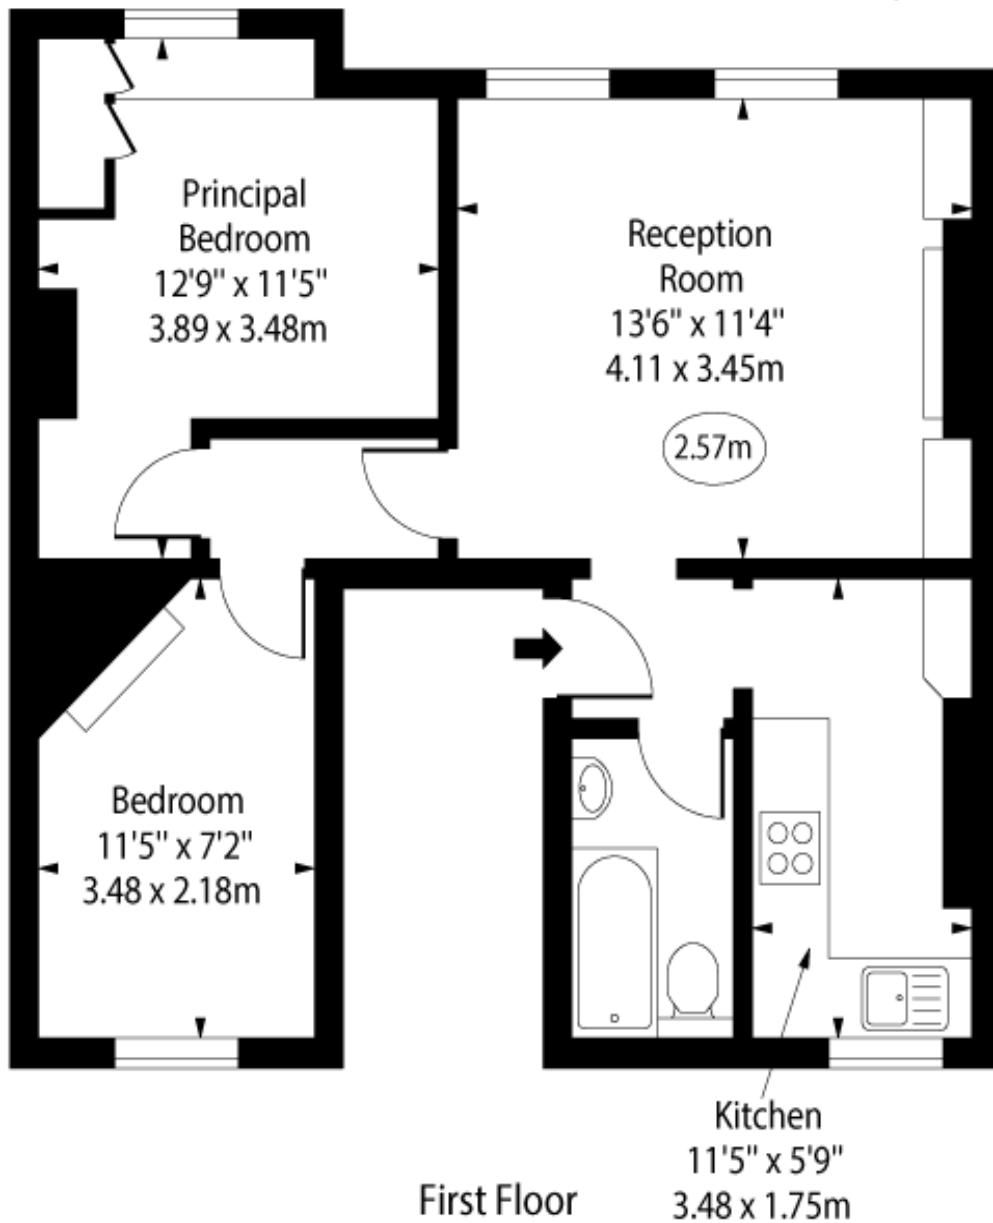 Principal
Bedroom
12'9" x 11'5"
3.89 x 3.48m
Reception
Room
13'6" x 11'4"
4.11 x 3.45m
2.57m
Bedroom
11'5" x 7'2"
3.48 x 2.18m
Kitchen
11'5" x 5'9"
3.48 x 1.75m
First Floor